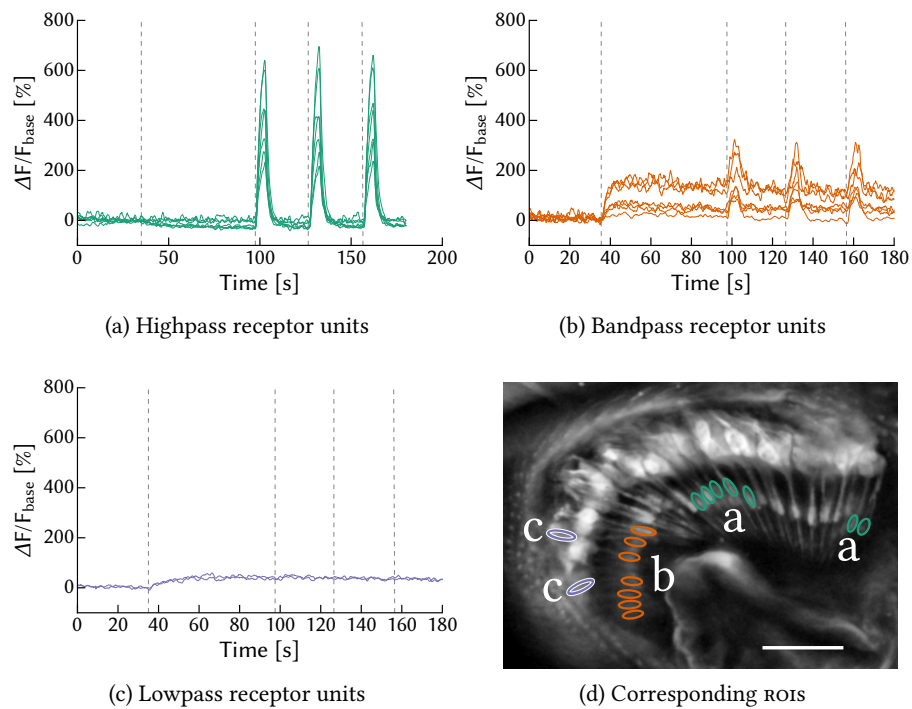 800
600
400
200
0
ΔF/Fbase [%]
0 50 100 150 200
Time [s]
(a) Highpass receptor units
800
600
400
200
0
ΔF/Fbase [%]
0 20 40 60 80 100 120 140 160 180
Time [s]
(b) Bandpass receptor units
800
600
400
200
0
ΔF/Fbase [%]
0 20 40 60 80 100 120 140 160 180
Time [s]
(c) Lowpass receptor units
a
c
a
b
c
(d) Corresponding ROIs